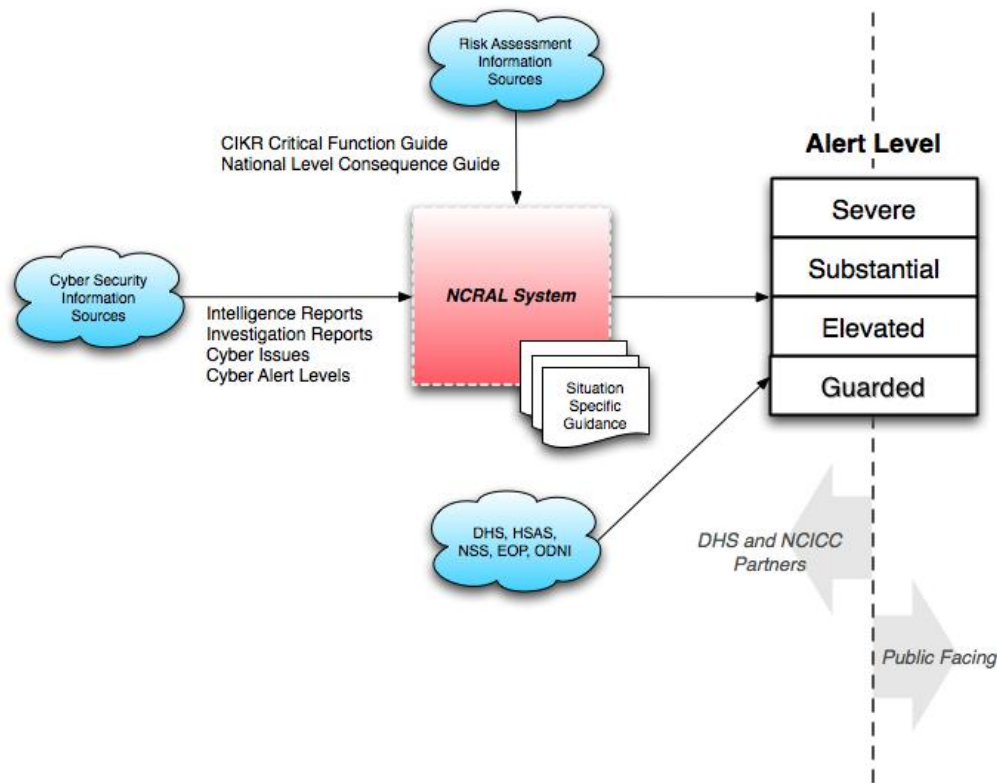 Risk Assessment
Information
Sources
CIKR Critical Function Guide
National Level Consequence Guide
Alert Level
Severe
Substantial
Elevated
Guarded
Cyber Security
Information
Sources
Intelligence Reports
Investigation Reports
Cyber Issues
Cyber Alert Levels
NCRAL System
Situation
Specific
Guidance
DHS, HSAS,
NSS, EOP, ODNI
DHS and NCICC
Partners
Public Facing